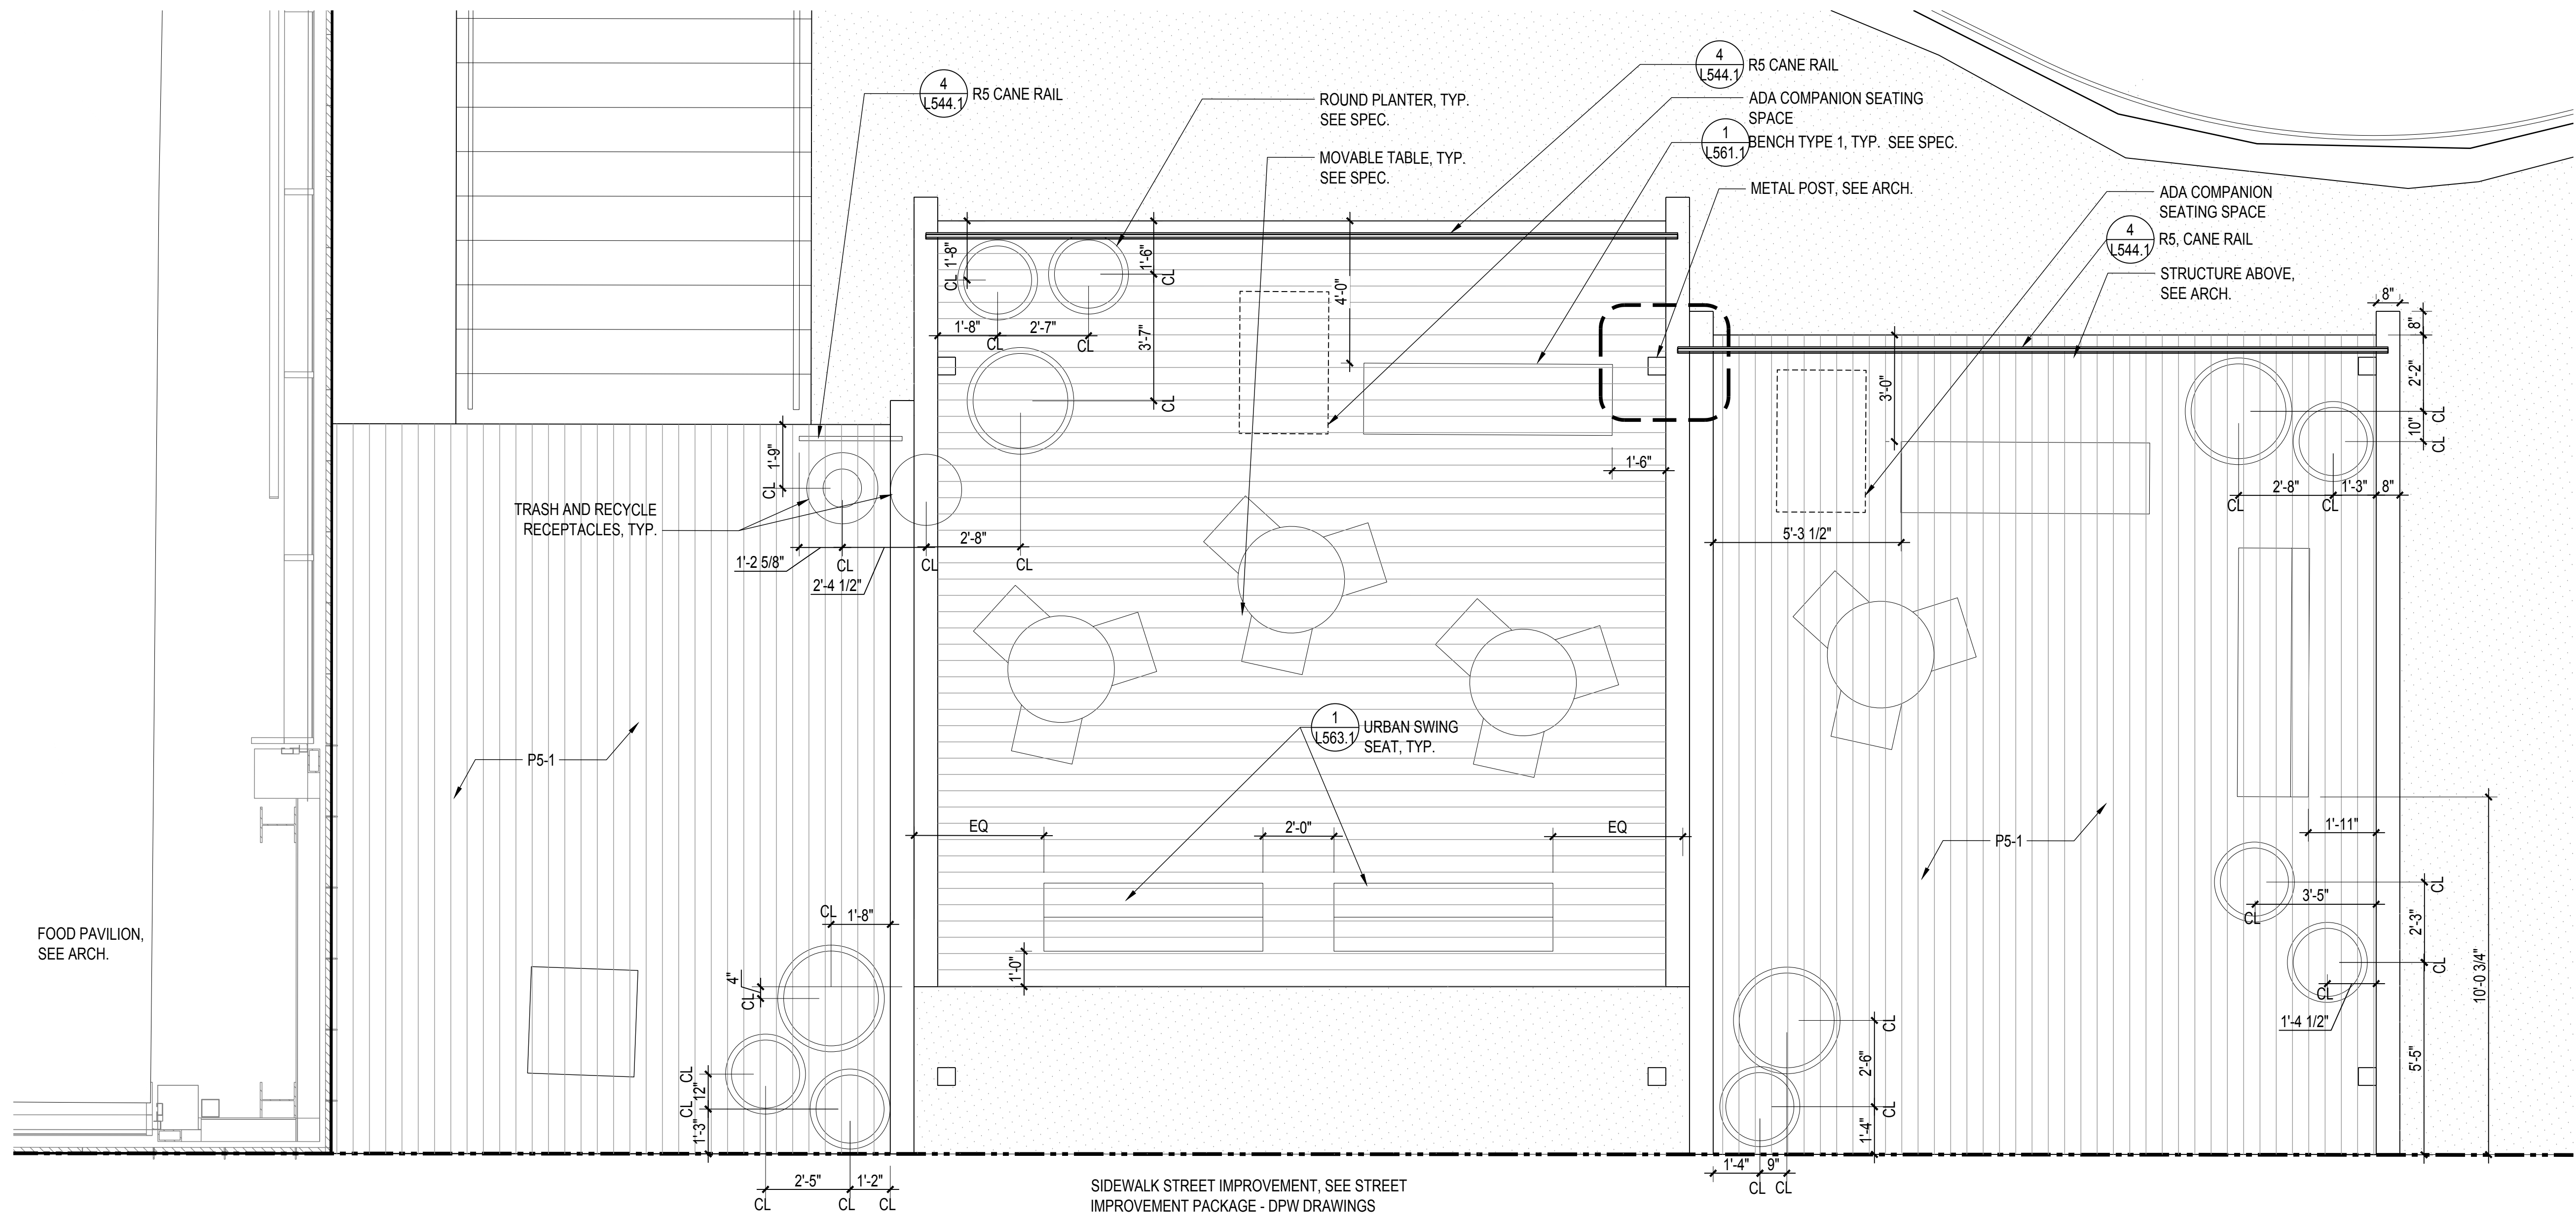 4
L544.1
R5 CANE RAIL
ROUND PLANTER, TYP.
SEE SPEC.
MOVABLE TABLE, TYP.
SEE SPEC.
4
L544.1
R5 CANE RAIL
ADA COMPANION SEATING
SPACE
1
L561.1
BENCH TYPE 1, TYP. SEE SPEC.
METAL POST, SEE ARCH.
ADA COMPANION
SEATING SPACE
4
L544.1
R5, CANE RAIL
STRUCTURE ABOVE,
SEE ARCH.
8"
8"
2'-2"
CL
10"
CL
1'-8"
CL
1'-6"
CL
4'-0"
1'-8"
2'-7"
CL
CL
3'-7"
CL
3'-0"
1'-9"
CL
1'-6"
2'-8"
1'-3"
8"
CL
CL
TRASH AND RECYCLE
RECEPTACLES, TYP.
2'-8"
5'-3 1/2"
1'-2 5/8"
CL
CL
CL
2'-4 1/2"
1
L563.1
URBAN SWING
SEAT, TYP.
P5-1
EQ
2'-0"
EQ
P5-1
1'-11"
CL
1'-8"
CL
3'-5"
CL
2'-3"
FOOD PAVILION,
SEE ARCH.
1'-0"
4"
CL
CL
CL
1'-4 1/2"
10'-0 3/4"
CL
2'-6"
CL
5'-5"
CL
12"
CL
1'-3"
1'-4"
1'-4"
9"
CL
CL
2'-5"
1'-2"
CL
CL
CL
SIDEWALK STREET IMPROVEMENT, SEE STREET
IMPROVEMENT PACKAGE - DPW DRAWINGS